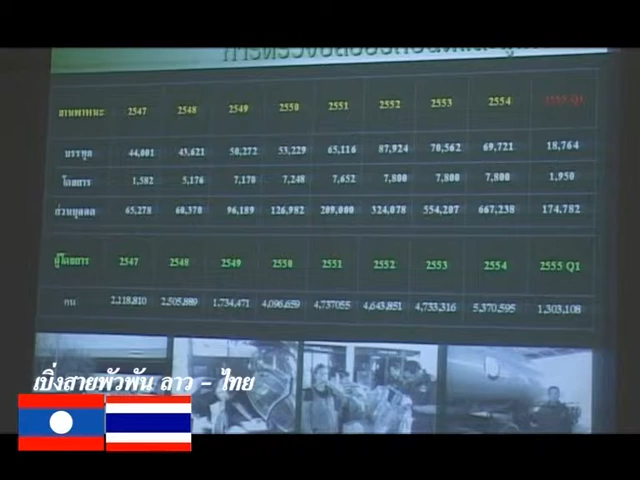 ยานพาหนะ 2547 2548 2549 2550 2551 2552 2553 2554 2555 Q1
บรรทุก 44,001 43,621 50,272 53,229 65,116 87,924 70,562 69,721 18,764
โดยสาร 1,582 5,176 7,170 7,248 7,652 7,800 7,800 7,800 1,950
ส่วนบุคคล 65,278 60,370 96,189 126,982 209,000 324,078 554,207 667,238 174,782
ผู้โดยสาร 2547 2548 2549 2550 2551 2552 2553 2554 2555 Q1
คน 2,118,810 2,505,889 1,734,471 4,096,659 4,737055 4,643,851 4,733,316 5,370,595 1,303,108
เบิ่งสายพัวพัน ลาว - ไทย